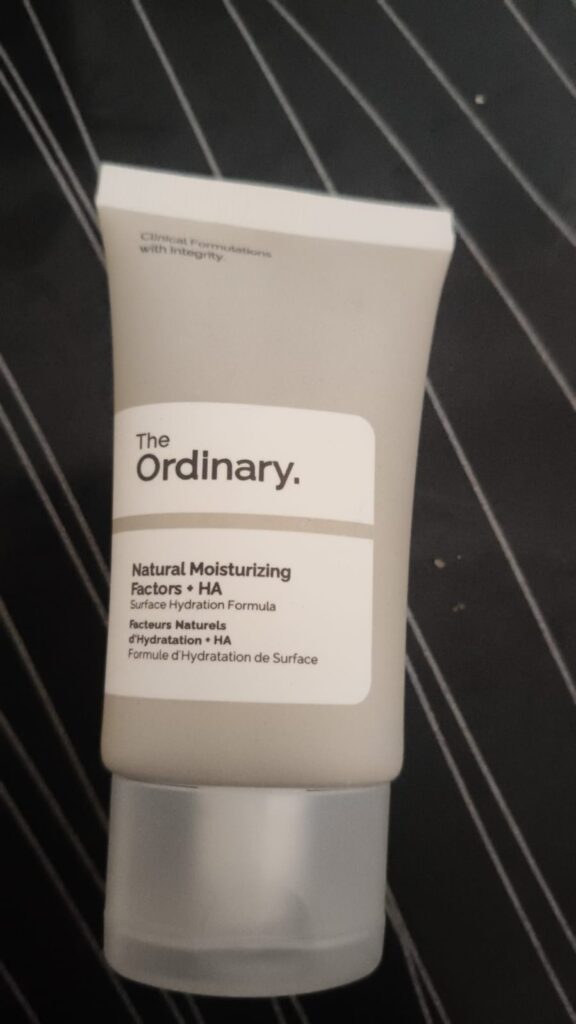 Clinical Formulations
with Integrity.
The
Ordinary.
Natural Moisturizing
Factors + HA
Surface Hydration Formula
Facteurs Naturels
d'Hydratation + HA
Formule d'Hydratation de Surface